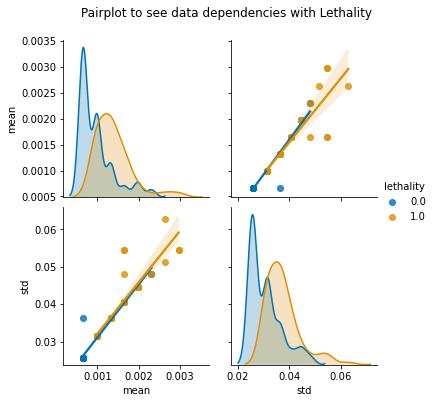 Pairplot to see data dependencies with Lethality
0.0035
0.0030
0.0025
0.0020
0.0015
0.0010
0.0005
mean
lethality
0.0
1.0
0.06
0.05
0.04
0.03
std
0.001 0.002 0.003
mean
0.02 0.04 0.06
std